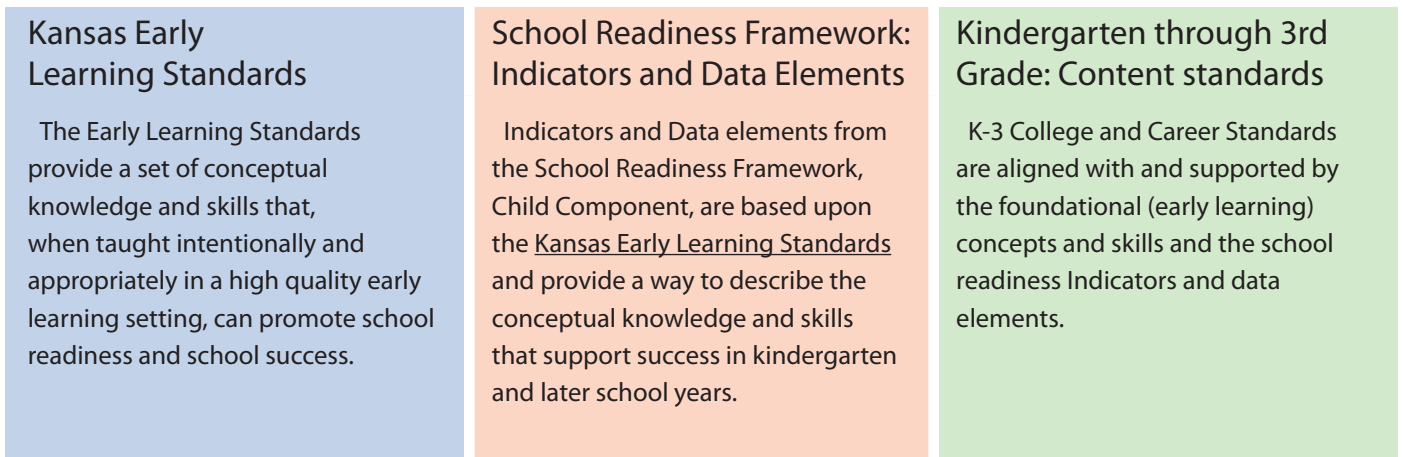 Kansas Early
Learning Standards
The Early Learning Standards
provide a set of conceptual
knowledge and skills that,
when taught intentionally and
appropriately in a high quality early
learning setting, can promote school
readiness and school success.
School Readiness Framework:
Indicators and Data Elements
Indicators and Data elements from
the School Readiness Framework,
Child Component, are based upon
the Kansas Early Learning Standards
and provide a way to describe the
conceptual knowledge and skills
that support success in kindergarten
and later school years.
Kindergarten through 3rd
Grade: Content standards
K-3 College and Career Standards
are aligned with and supported by
the foundational (early learning)
concepts and skills and the school
readiness Indicators and data
elements.